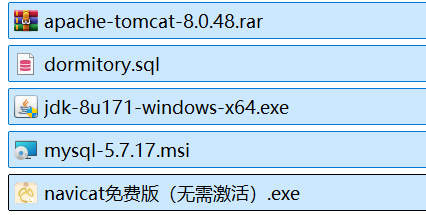 apache-tomcat-8.0.48.rar
dormitory.sql
jdk-8u171-windows-x64.exe
mysql-5.7.17.msi
navicat免费版（无需激活）.exe